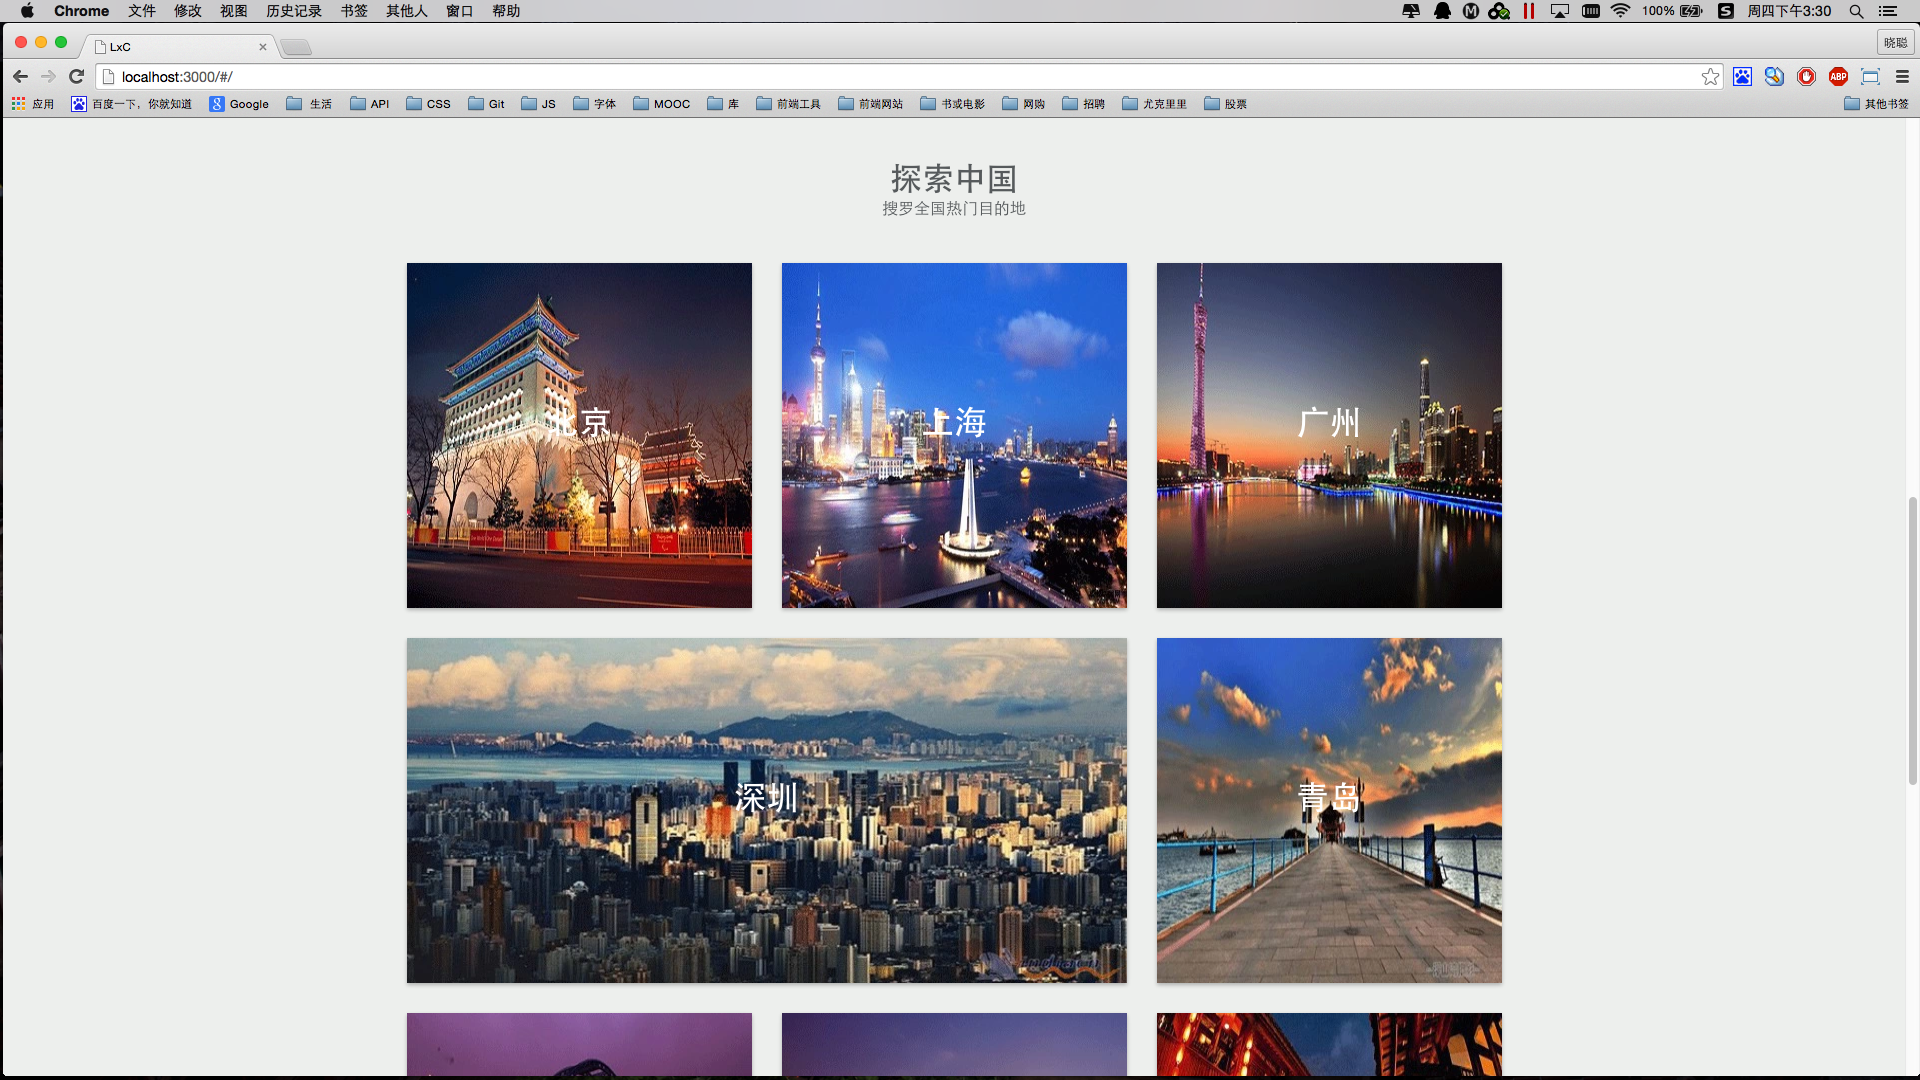 Chrome 文件 修改 视图 历史记录 书签 其他人 窗口 帮助 100% 周四下午3:30
LxC 晓聪
localhost:3000/#/ ABP
应用 百度一下，你就知道 Google 生活 API CSS Git JS 字体 MOOC 库 前端工具 前端网站 书或电影 网购 招聘 尤克里里 股票 其他书签
探索中国
搜罗全国热门目的地
北京 上海 广州
深圳 青岛